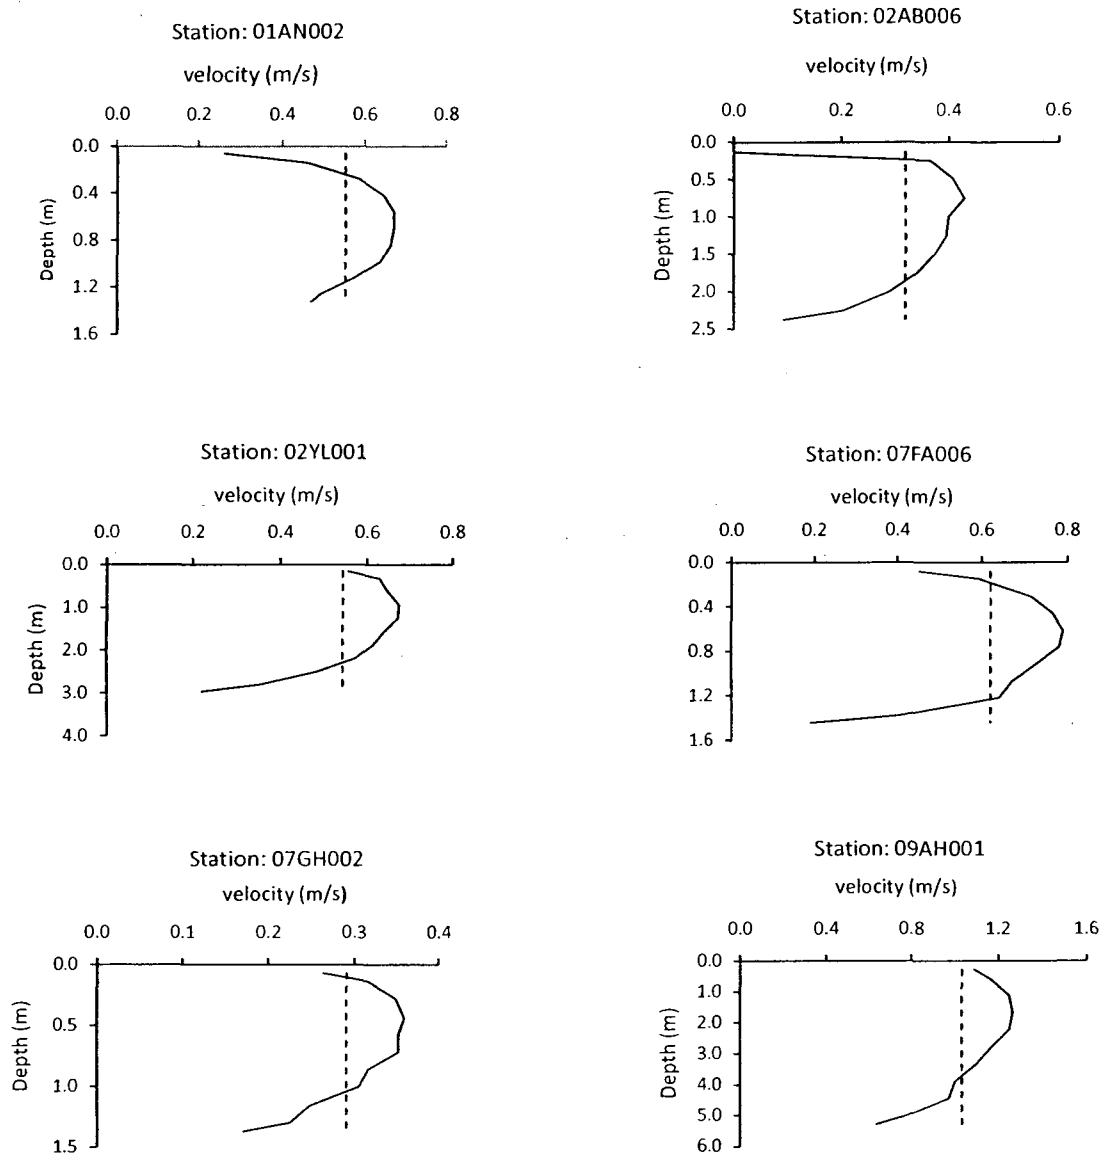 Station: 01AN002
velocity (m/s)
0.0 0.2 0.4 0.6 0.8
0.0
0.4
0.8
1.2
1.6
Depth (m)
Station: 02AB006
velocity (m/s)
0.0 0.2 0.4 0.6
0.0
0.5
1.0
1.5
2.0
2.5
Depth (m)
Station: 02YL001
velocity (m/s)
0.0 0.2 0.4 0.6 0.8
0.0
1.0
2.0
3.0
4.0
Depth (m)
Station: 07FA006
velocity (m/s)
0.0 0.2 0.4 0.6 0.8
0.0
0.4
0.8
1.2
1.6
Depth (m)
Station: 07GH002
velocity (m/s)
0.0 0.1 0.2 0.3 0.4
0.0
0.5
1.0
1.5
Depth (m)
Station: 09AH001
velocity (m/s)
0.0 0.4 0.8 1.2 1.6
0.0
1.0
2.0
3.0
4.0
5.0
6.0
Depth (m)